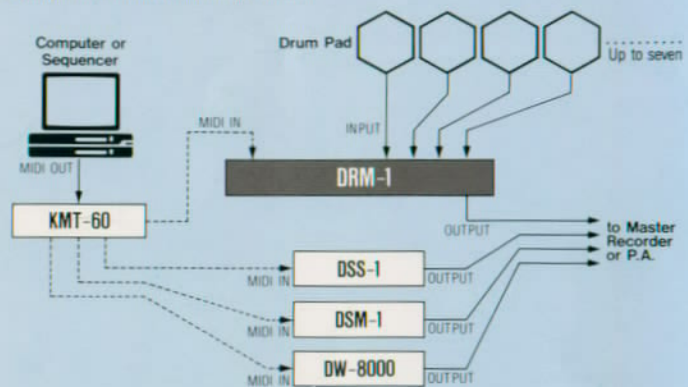 Computer or
Sequencer
Drum Pad
Up to seven
MIDI IN
INPUT
MIDI OUT
DRM-1
KMT-60
OUTPUT
to Master
Recorder
or P.A.
MIDI IN
DSS-1
OUTPUT
MIDI IN
DSM-1
OUTPUT
MIDI IN
DW-8000
OUTPUT